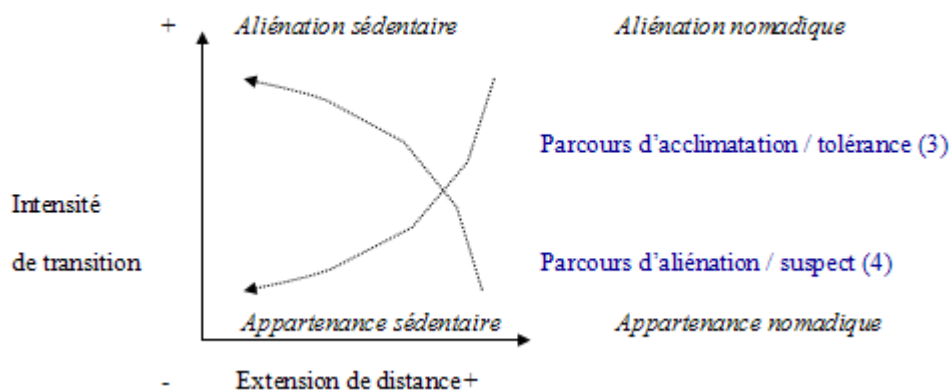 + Aliénation sédentaire Aliénation nomadique
Parcours d'acclimatation / tolérance (3)
Intensité
de transition Parcours d'aliénation / suspect (4)
Appartenance sédentaire Appartenance nomadique
- Extension de distance+